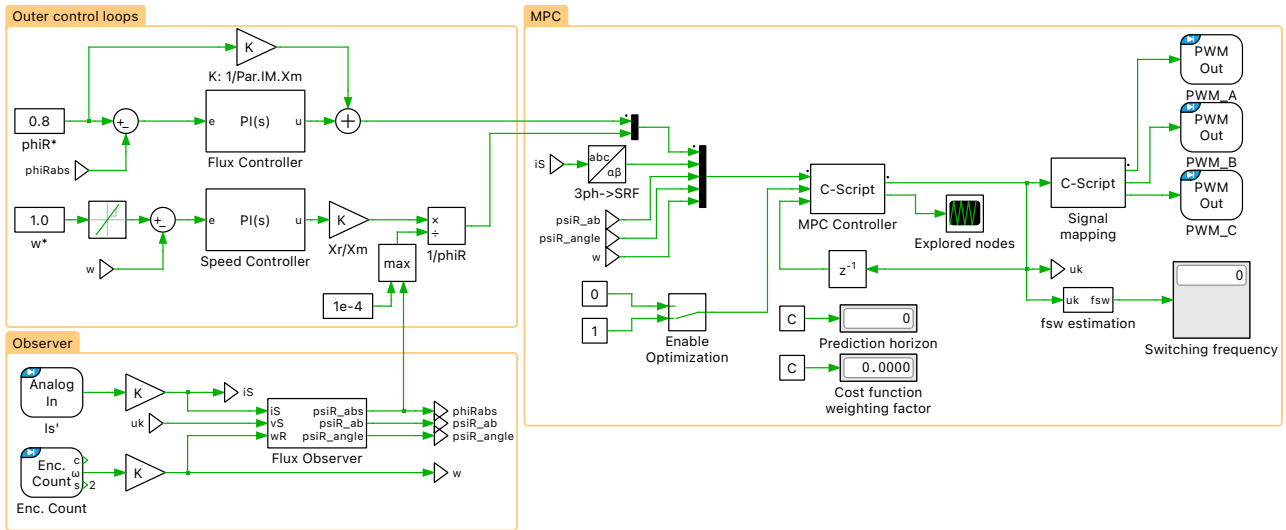 Outer control loops
K
K: 1/Par.IM.Xm
0.8
phiR*
+
−
e
PI(s)
u
Flux Controller
+
phiRabs
1.0
w*
+
−
e
PI(s)
u
Speed Controller
K
Xr/Xm
×
÷
1/phiR
w
max
1e-4
Observer
Analog
In
Is'
K
iS
uk
iS
vS
wR
psiR_abs
psiR_ab
psiR_angle
Flux Observer
phiRabs
psiR_ab
psiR_angle
Enc.
Count
c
ω
s
2
Enc. Count
K
w
MPC
iS
abc
αβ
3ph->SRF
psiR_ab
psiR_angle
w
0
1
Enable
Optimization
C-Script
MPC Controller
Explored nodes
z-1
C
0
Prediction horizon
C
0.0000
Cost function
weighting factor
C-Script
Signal
mapping
uk
uk
fsw
fsw estimation
0
Switching frequency
PWM
Out
PWM_A
PWM
Out
PWM_B
PWM
Out
PWM_C